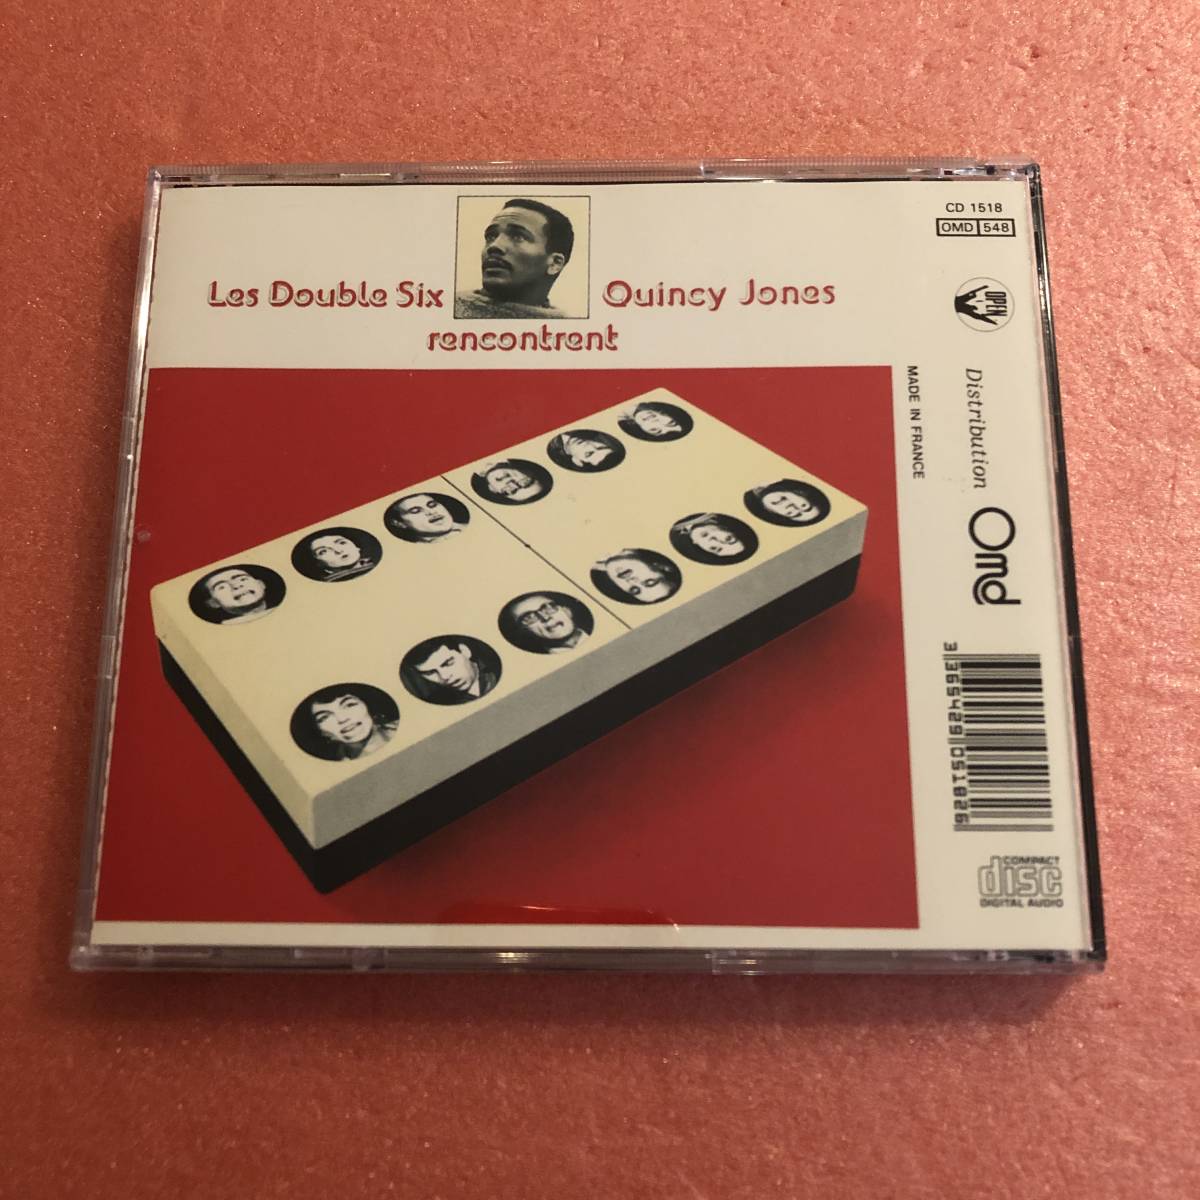 Les Double Six Quincy Jones
rencontrent
CD 1518
OMD 548
OPEN
MADE IN FRANCE
Distribution Omd
3 365429 051826
COMPACT
disc
DIGITAL AUDIO